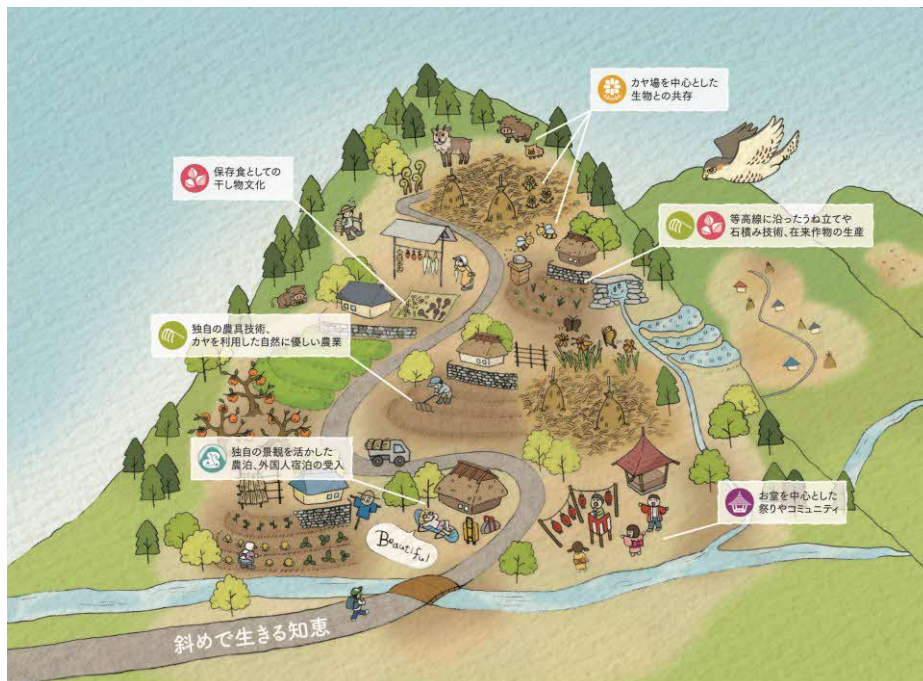 カヤ場を中心とした
生物との共存
保存食としての
干し物文化
等高線に沿ったうね立てや
石積み技術、在来作物の生産
独自の農具技術、
カヤを利用した自然に優しい農業
独自の景観を活かした
農泊、外国人宿泊の受入
お堂を中心とした
祭りやコミュニティ
Beautiful
斜めで生きる知恵